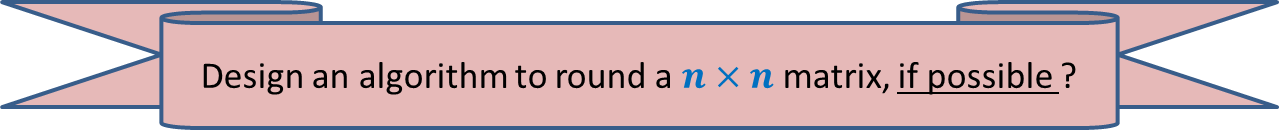 Design an algorithm to round a n × n matrix, if possible ?